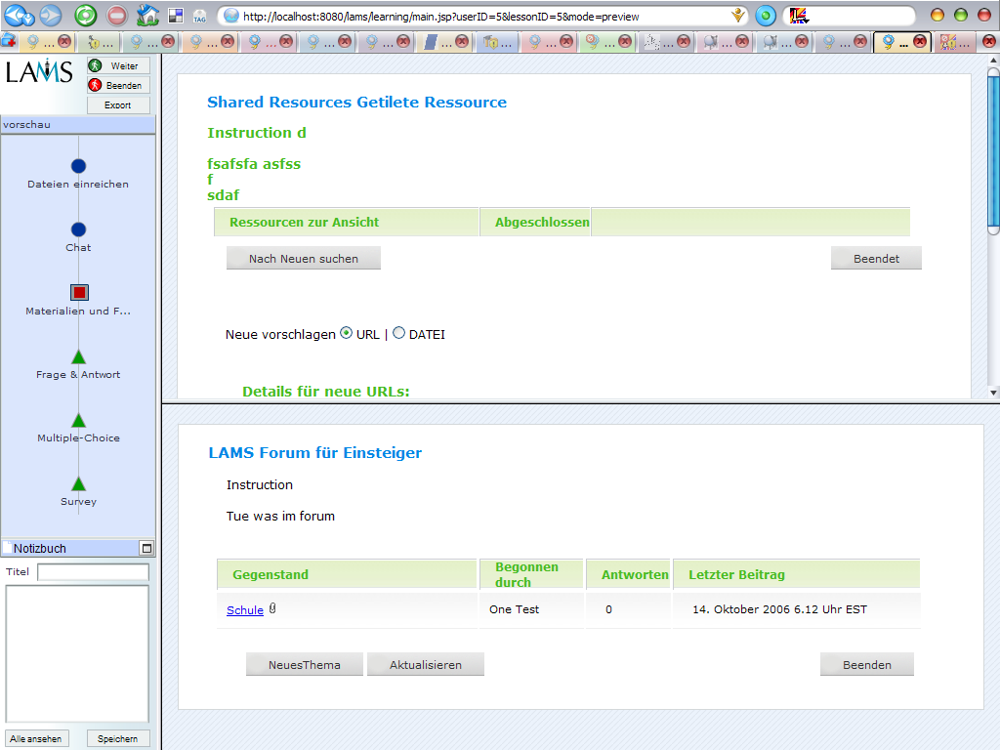 TAG
http://localhost:8080/lams/learning/main.jsp?userID=5&lessonID=5&mode=preview
LAMS
Weiter
Beenden
Export
vorschau
Dateien einreichen
Chat
Materialien und F...
Frage & Antwort
Multiple-Choice
Survey
Notizbuch
Titel
Alle ansehen
Speichern
Shared Resources Getilete Ressource
Instruction d
fsafsfa asfss
f
sdaf
Ressourcen zur Ansicht Abgeschlossen
Nach Neuen suchen Beendet
Neue vorschlagen URL | DATEI
Details für neue URLs:
LAMS Forum für Einsteiger
Instruction
Tue was im forum
Gegenstand Begonnen durch Antworten Letzter Beitrag
Schule One Test 0 14. Oktober 2006 6.12 Uhr EST
NeuesThema Aktualisieren Beenden